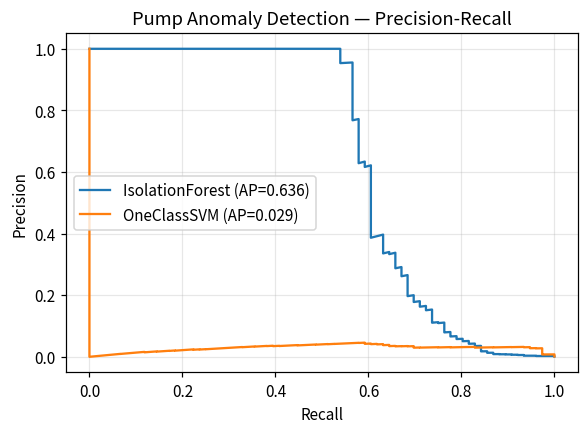 Pump Anomaly Detection — Precision-Recall
1.0
0.8
0.6
0.4
0.2
0.0
Precision
IsolationForest (AP=0.636)
OneClassSVM (AP=0.029)
0.0 0.2 0.4 0.6 0.8 1.0
Recall